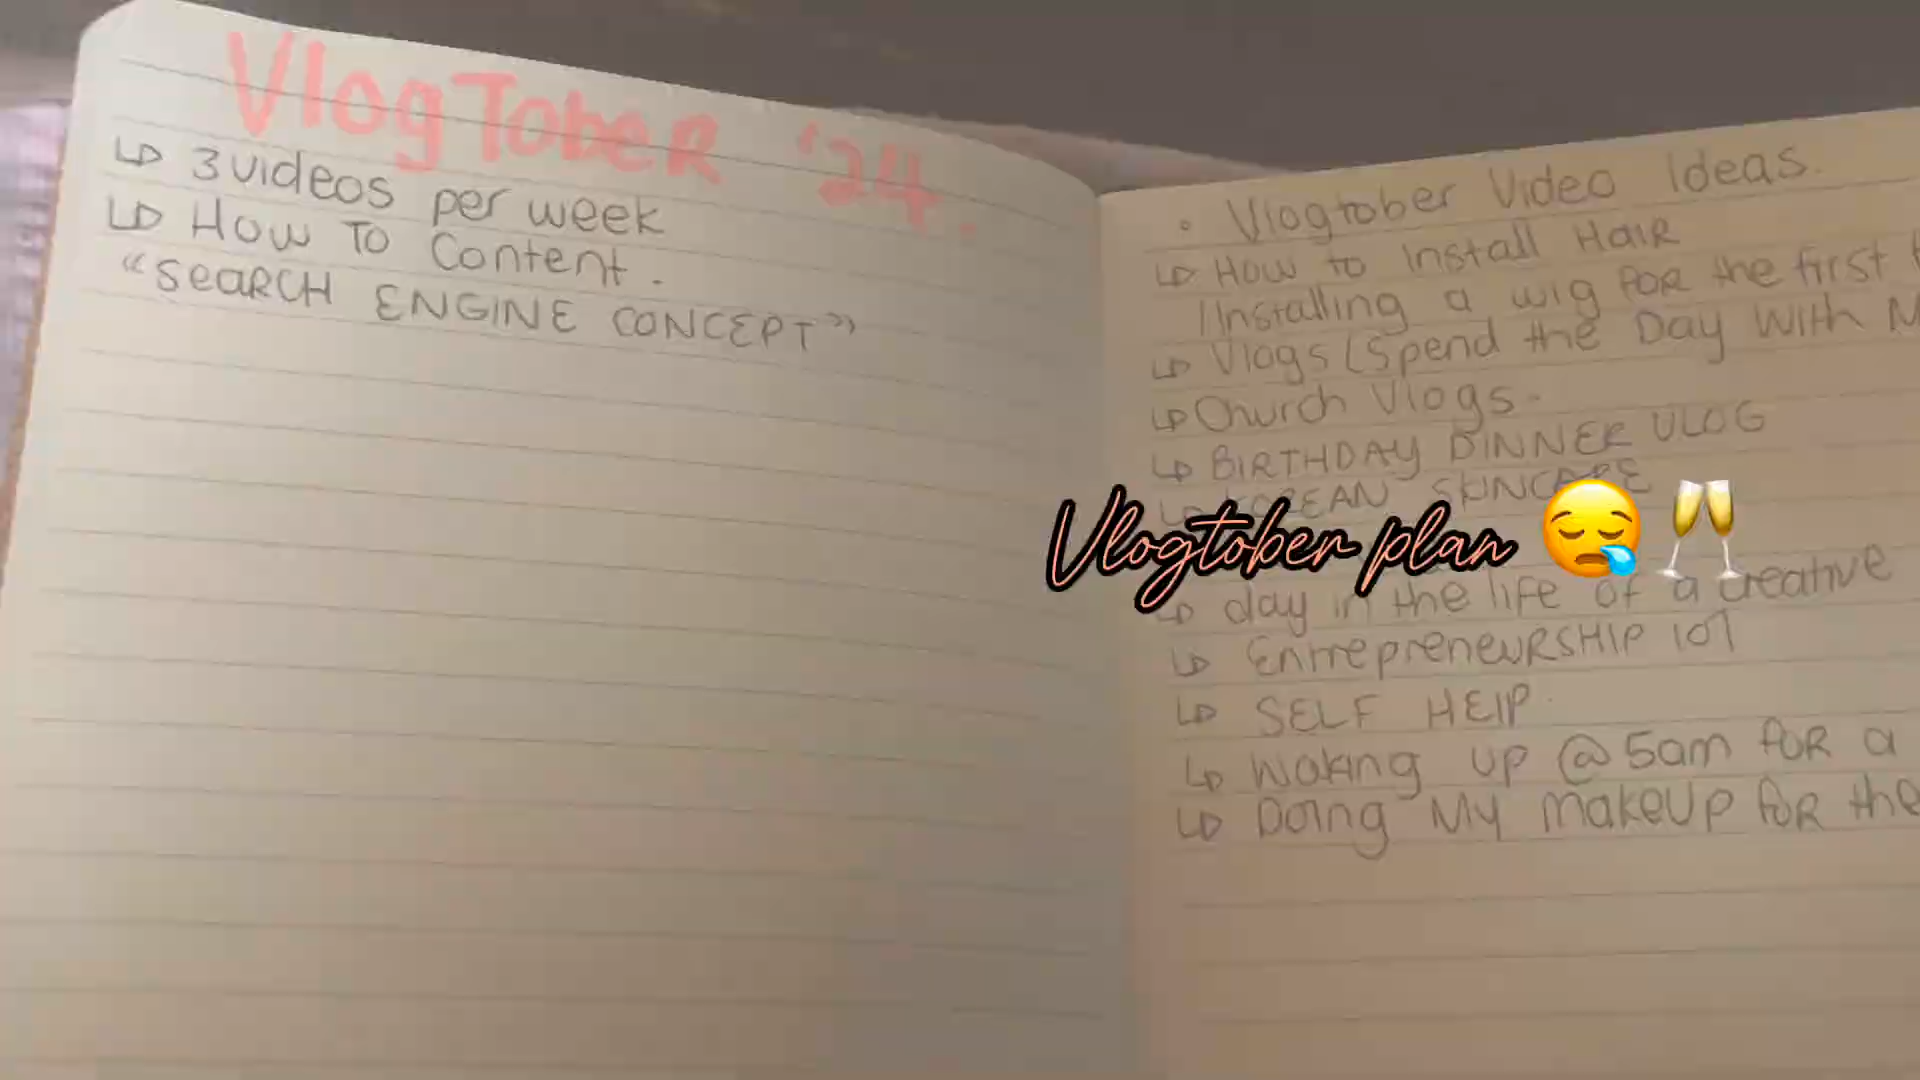 VlogTobeR '24.
↳ 3 videos per week
↳ How To Content.
"SeaRCH ENGINE CONCEPT"
• Vlogtober Video Ideas.
↳ How to Install HaiR
Installing a wig foR the first
↳ Vlogs (Spend the Day With
↳ Church Vlogs.
↳ BIRTHDAY DINNER VLOG
↳ KOREAN SKINCARE
Vlogtober plan 😪🥂
↳ day in the life of a creative
↳ EntrepreneuRSHIP 101
↳ SELF HElP.
↳ Waking up @ 5am foR a
↳ Doing My makeup foR the